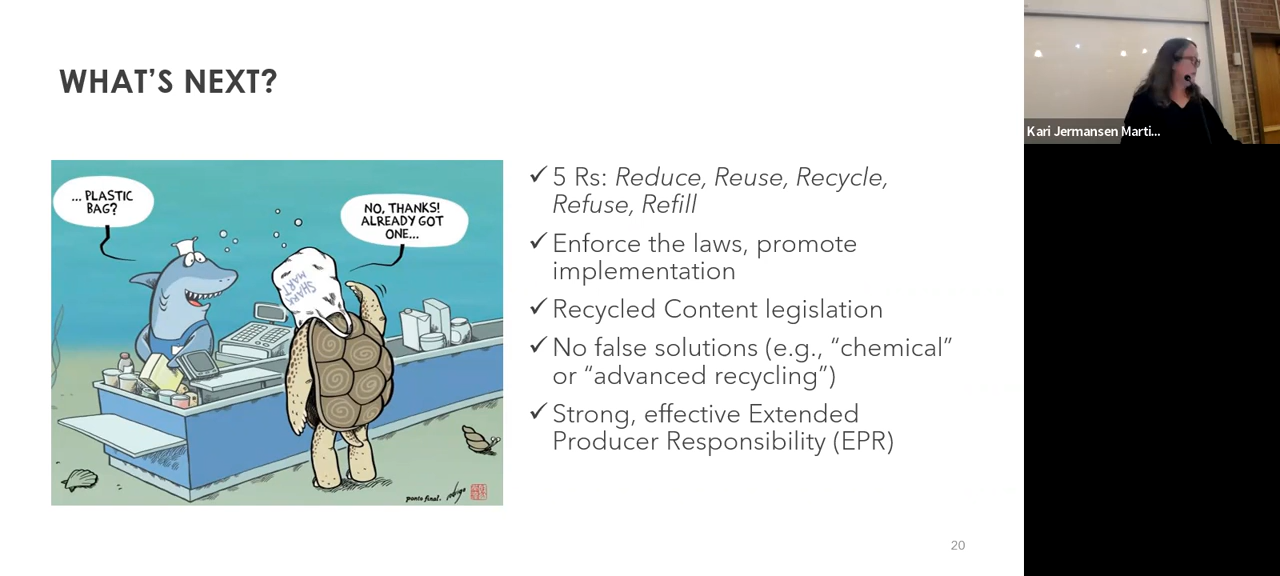 WHAT'S NEXT?
... PLASTIC
BAG?
NO, THANKS!
ALREADY GOT
ONE...
SHARK
MART
ponto final.
✓ 5 Rs: Reduce, Reuse, Recycle,
Refuse, Refill
✓ Enforce the laws, promote
implementation
✓ Recycled Content legislation
✓ No false solutions (e.g., “chemical”
or “advanced recycling”)
✓ Strong, effective Extended
Producer Responsibility (EPR)
20
Kari Jermansen Marti...